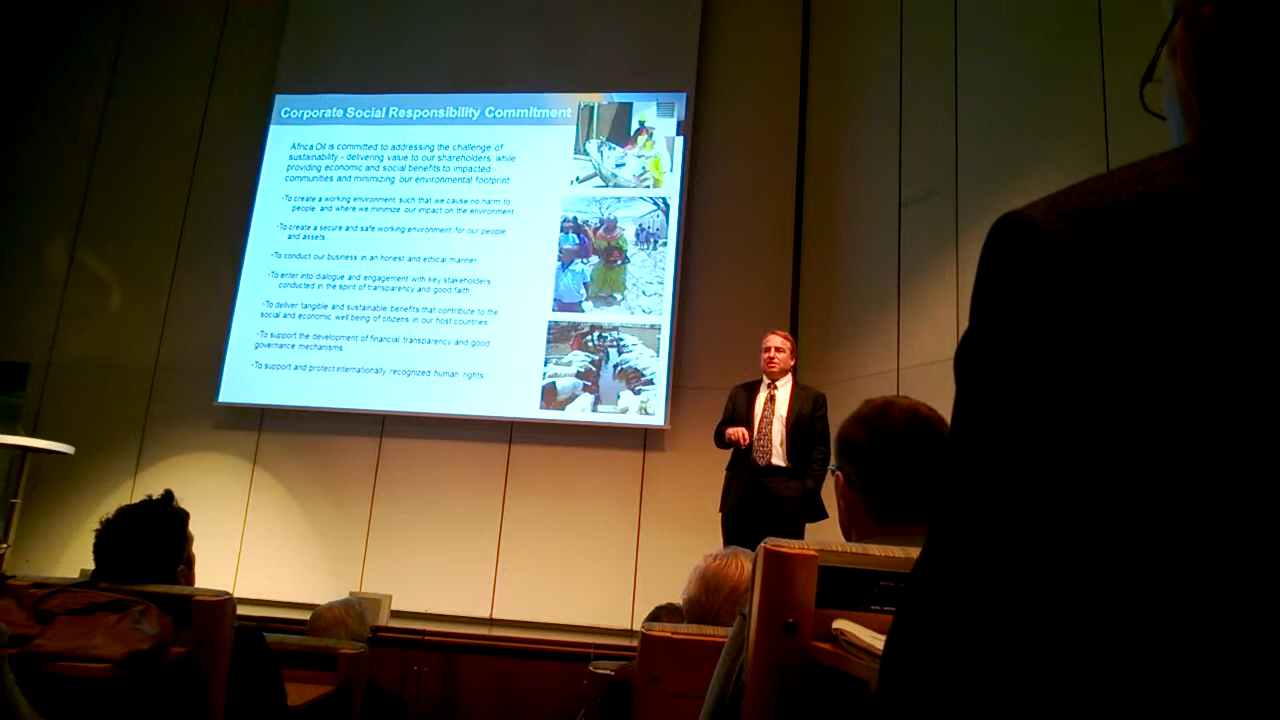 Corporate Social Responsibility Commitment
Africa Oil is committed to addressing the challenge of
sustainability - delivering value to our shareholders, while
providing economic and social benefits to impacted
communities and minimizing our environmental footprint.
•To create a working environment such that we cause no harm to
people, and where we minimize our impact on the environment
•To create a secure and safe working environment for our people
and assets
•To conduct our business in an honest and ethical manner
•To enter into dialogue and engagement with key stakeholders
conducted in the spirit of transparency and good faith
•To deliver tangible and sustainable benefits that contribute to the
social and economic well being of citizens in our host countries
•To support the development of financial transparency and good
governance mechanisms
•To support and protect internationally recognized human rights